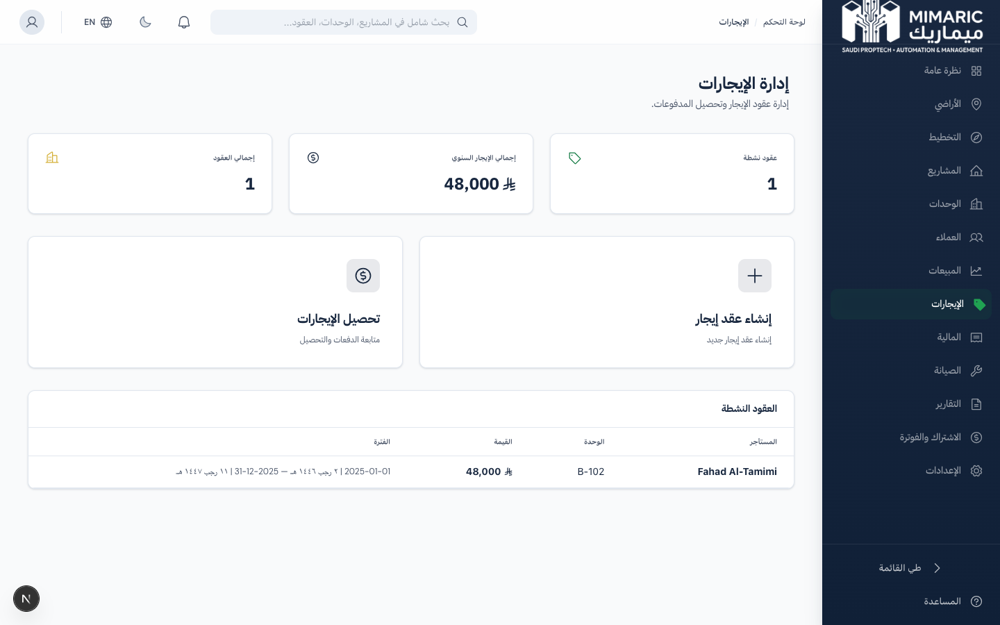 MIMARIC
ميماريك
SAUDI PROPTECH • AUTOMATION & MANAGEMENT
نظرة عامة
الأراضي
التخطيط
المشاريع
الوحدات
العملاء
المبيعات
الإيجارات
المالية
الصيانة
التقارير
الاشتراك والفوترة
الإعدادات
طي القائمة
المساعدة
لوحة التحكم / الإيجارات
بحث شامل في المشاريع، الوحدات، العقود...
EN
إدارة الإيجارات
إدارة عقود الإيجار وتحصيل المدفوعات.
عقود نشطة
1
إجمالي الإيجار السنوي
48,000
إجمالي العقود
1
إنشاء عقد إيجار
إنشاء عقد إيجار جديد
تحصيل الإيجارات
متابعة الدفعات والتحصيل
العقود النشطة
المستأجر الوحدة القيمة الفترة
Fahad Al-Tamimi B-102 48,000 2025-01-01 | ٢ رجب ١٤٤٦ هـ — 2025-12-31 | ١١ رجب ١٤٤٧ هـ
N